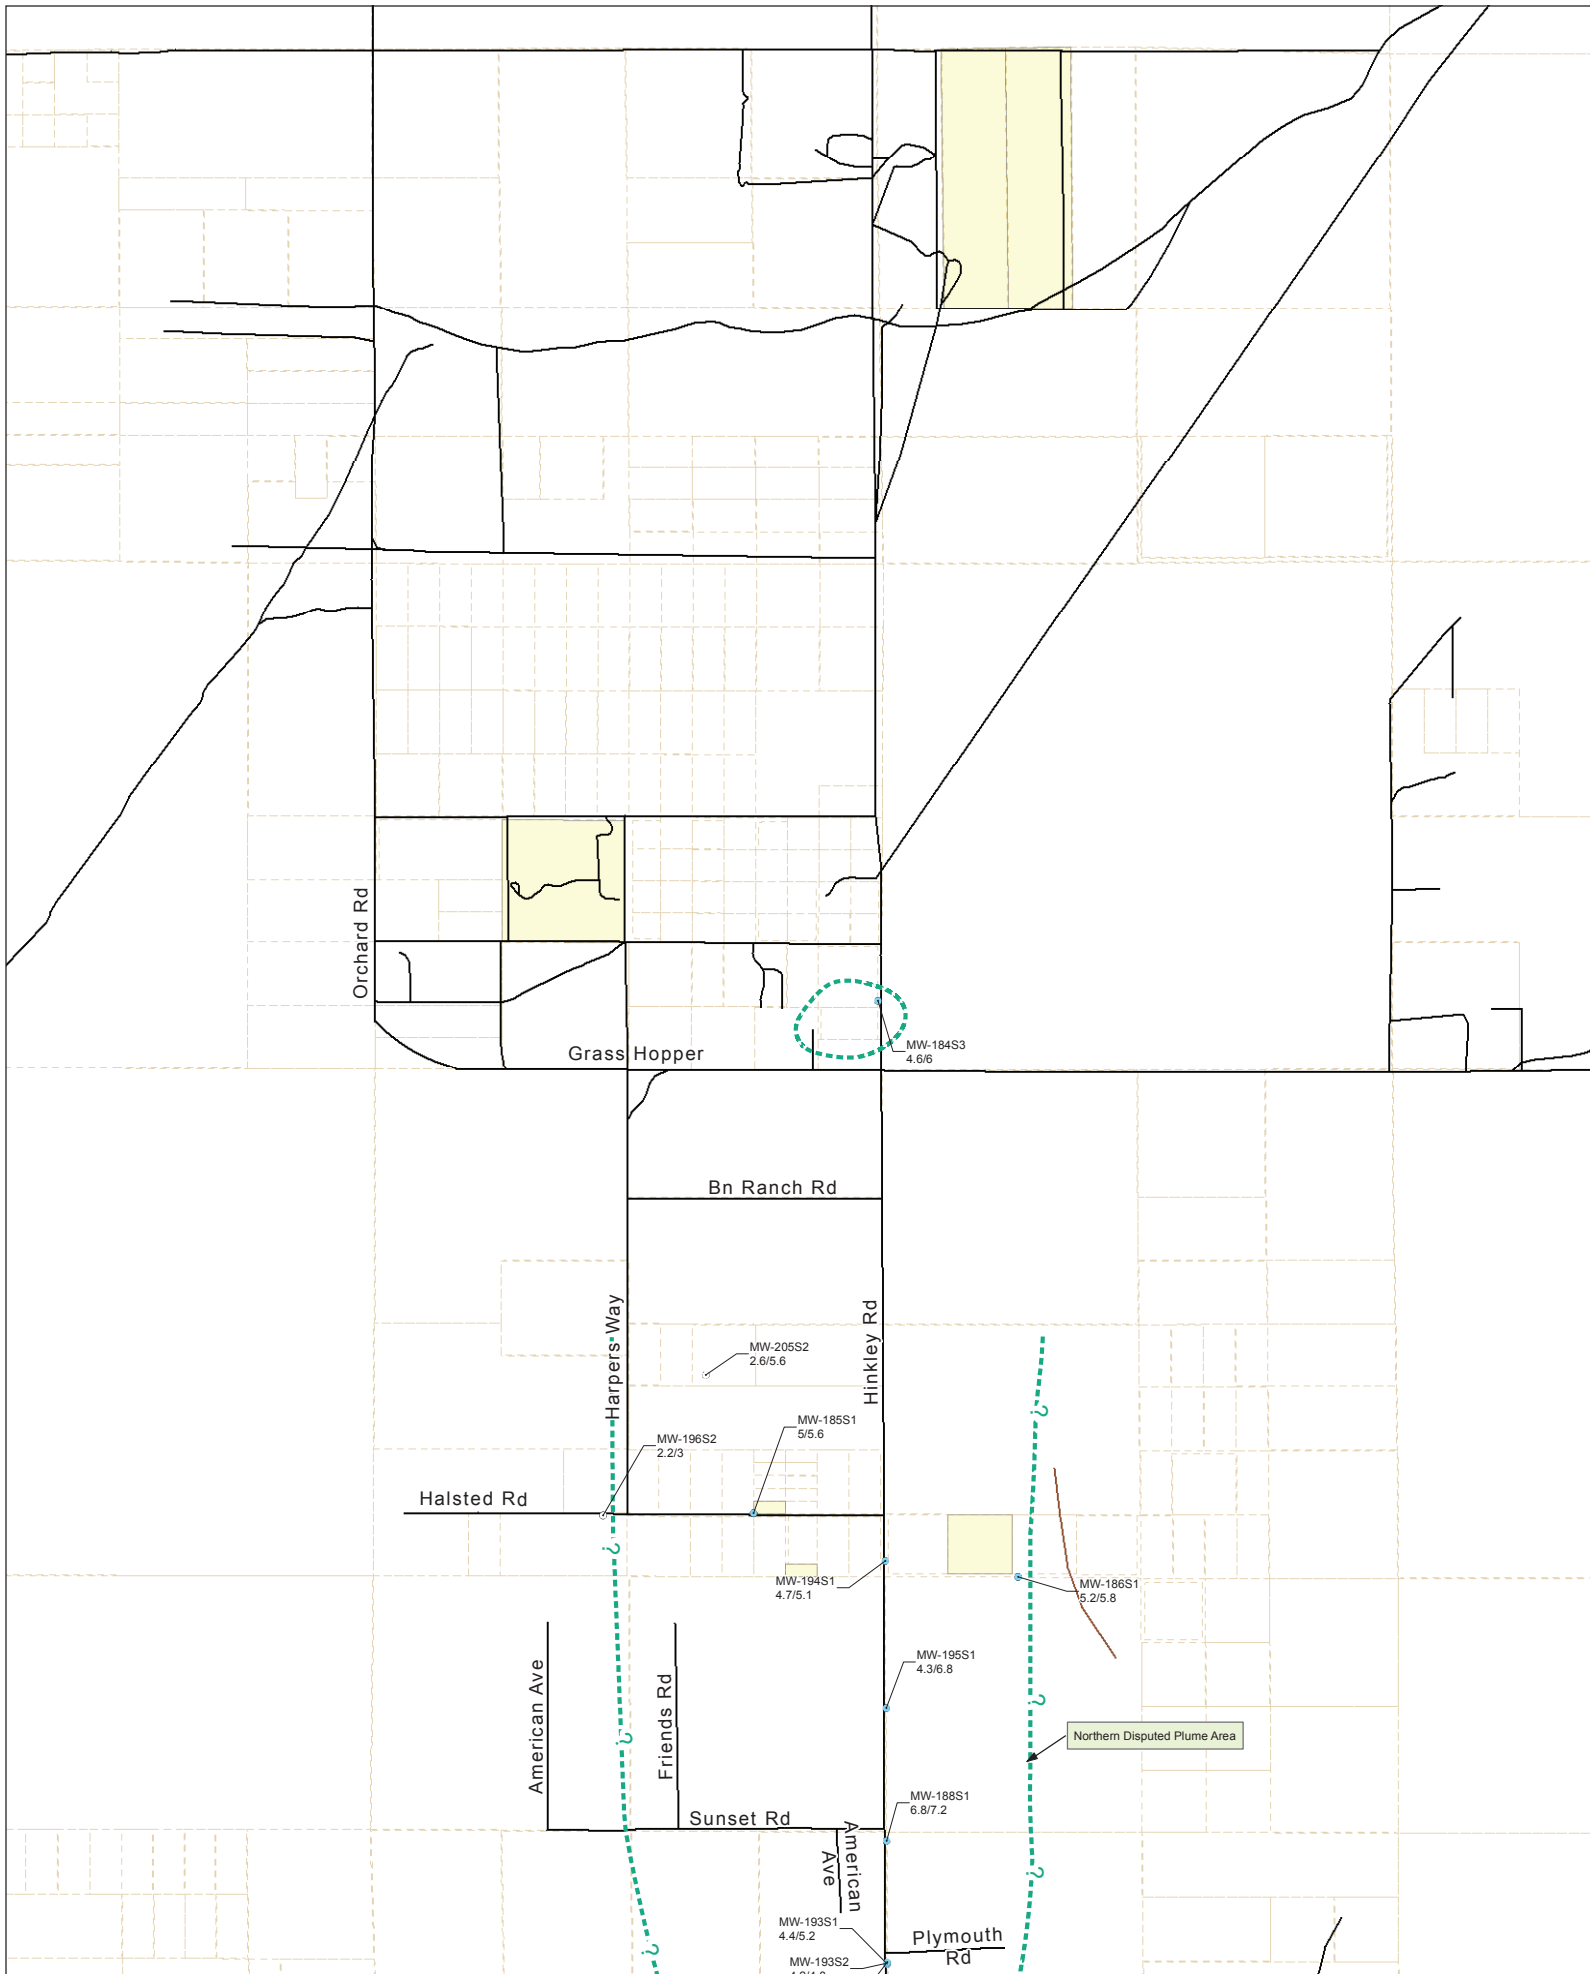 Orchard Rd
Grass Hopper
MW-184S3
4.6/6
Bn Ranch Rd
Harpers Way
Hinkley Rd
MW-205S2
2.6/5.6
?
MW-185S1
5/5.6
MW-196S2
2.2/3
Halsted Rd
?
MW-194S1
4.7/5.1
MW-186S1
5.2/5.8
American Ave
Friends Rd
MW-195S1
4.3/6.8
?
?
Northern Disputed Plume Area
MW-188S1
6.8/7.2
Sunset Rd
American
Ave
?
MW-193S1
4.4/5.2
Plymouth
Rd
?
MW-193S2